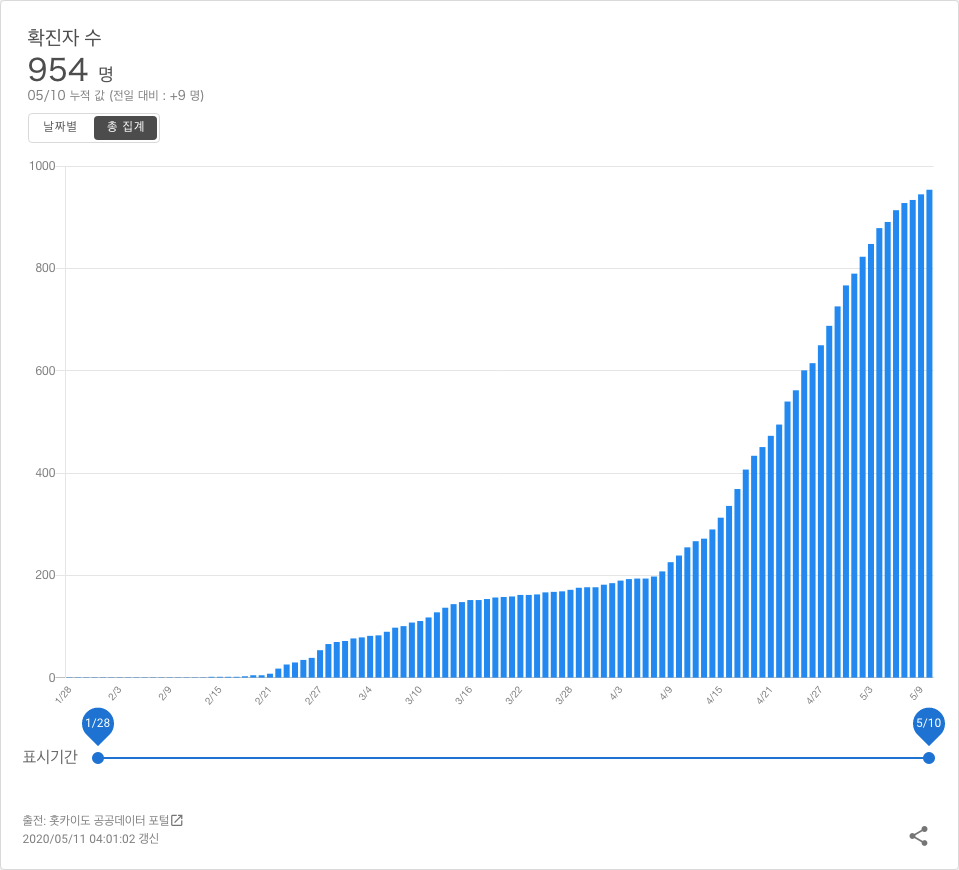 확진자 수
954 명
05/10 누적 값 (전일 대비 : +9 명)
날짜별 총 집계
1000
800
600
400
200
0
1/28 2/3 2/9 2/15 2/21 2/27 3/4 3/10 3/16 3/22 3/28 4/3 4/9 4/15 4/21 4/27 5/3 5/9
1/28 5/10
표시기간
출전: 홋카이도 공공데이터 포털
2020/05/11 04:01:02 갱신